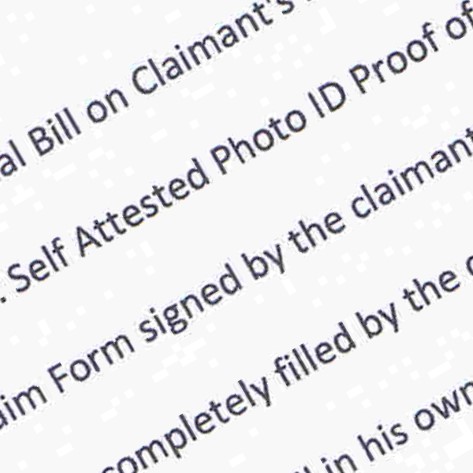 al Bill on Claimant's
. Self Attested Photo ID Proof of
aim Form signed by the claimant
completely filled by the
in his own